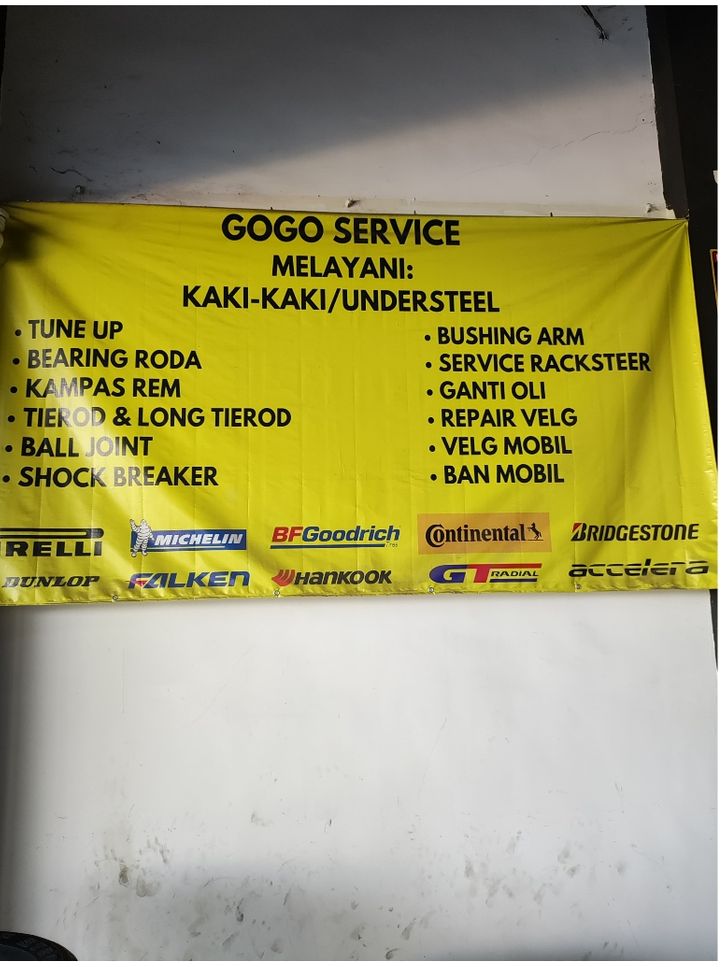 GOGO SERVICE
MELAYANI:
KAKI-KAKI/UNDERSTEEL
• TUNE UP
• BEARING RODA
• KAMPAS REM
• TIEROD & LONG TIEROD
• BALL JOINT
• SHOCK BREAKER
• BUSHING ARM
• SERVICE RACKSTEER
• GANTI OLI
• REPAIR VELG
• VELG MOBIL
• BAN MOBIL
IRELLI MICHELIN BFGoodrich Continental BRIDGESTONE
DUNLOP FALKEN HANKOOK GT RADIAL accelera